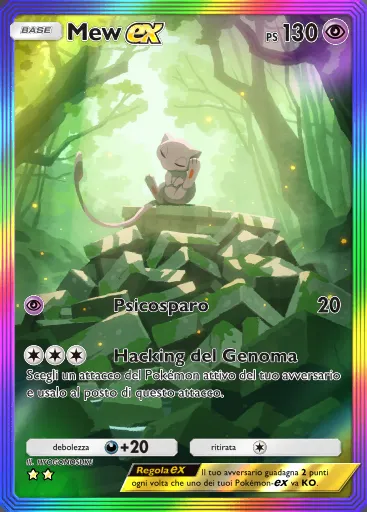 BASE Mew ex PS 130
Psicosparo 20
Hacking del Genoma
Scegli un attacco del Pokémon attivo del tuo avversario
e usalo al posto di questo attacco.
debolezza +20 ritirata
Ill. HYOGONOSUKE
Regola ex Il tuo avversario guadagna 2 punti
ogni volta che uno dei tuoi Pokémon-ex va KO.